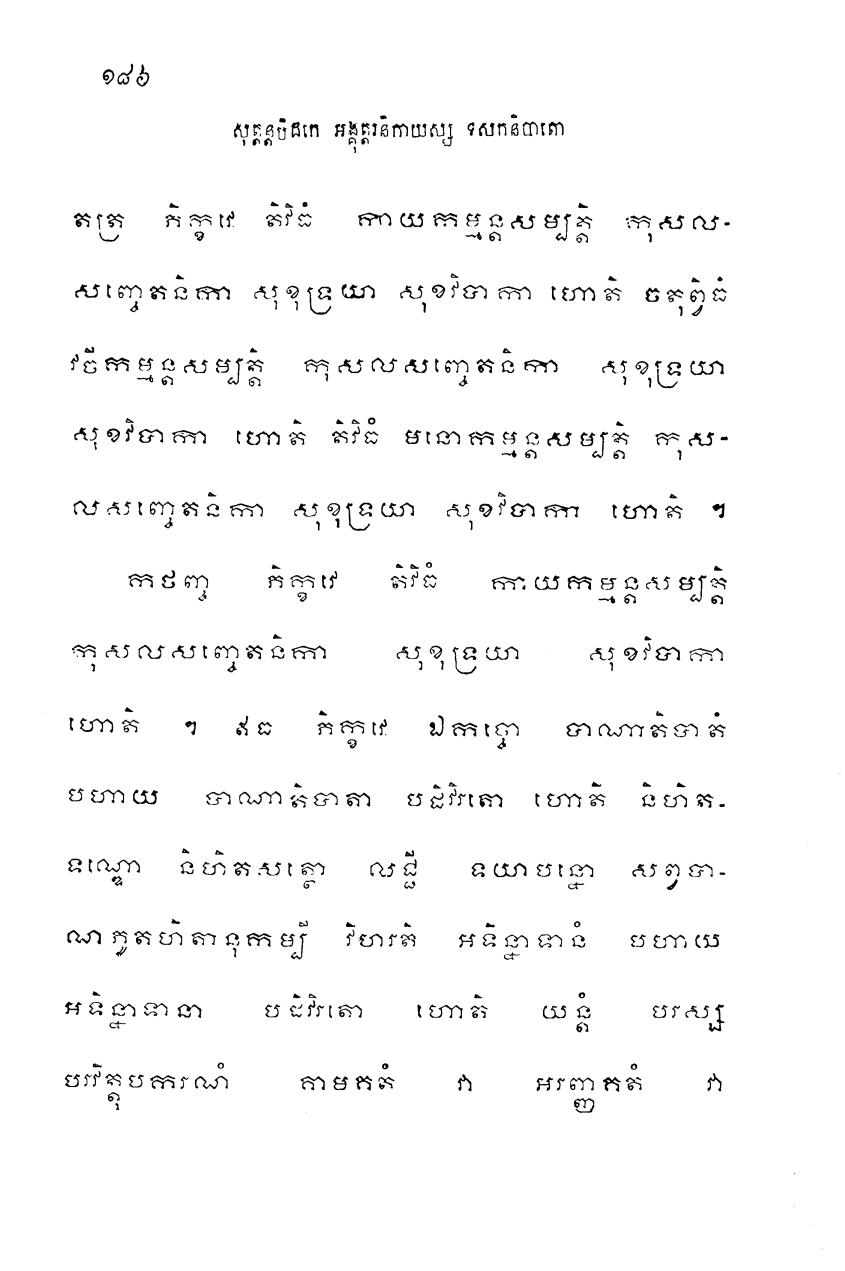 ១៨៦
សុត្តន្តបិដកេ អង្គុត្តរនិកាយស្ស ទសកនិបាតោ
តត្រ ភិក្ខវេ តិវិធំ កាយកម្មន្តសម្បត្តិ កុសល-
សញ្ចេតនិកា សុខុទ្រយា សុខវិបាកា ហោតិ ចតុព្វិធំ
វចីកម្មន្តសម្បត្តិ កុសលសញ្ចេតនិកា សុខុទ្រយា
សុខវិបាកា ហោតិ តិវិធំ មនោកម្មន្តសម្បត្តិ កុស-
លសញ្ចេតនិកា សុខុទ្រយា សុខវិបាកា ហោតិ ។
កថញ្ច ភិក្ខវេ តិវិធំ កាយកម្មន្តសម្បត្តិ
កុសលសញ្ចេតនិកា សុខុទ្រយា សុខវិបាកា
ហោតិ ។ ឥធ ភិក្ខវេ ឯកច្ចោ បាណាតិបាតំ
បហាយ បាណាតិបាតា បដិវិរតោ ហោតិ និហិត-
ទណ្ឌោ និហិតសត្ថោ លជ្ជី ទយាបន្នោ សព្វបា-
ណភូតហិតានុកម្បី វិហរតិ អទិន្នាទានំ បហាយ
អទិន្នាទានា បដិវិរតោ ហោតិ យន្តំ បរស្ស
បរវិត្តុបករណំ គាមគតំ វា អរញ្ញគតំ វា